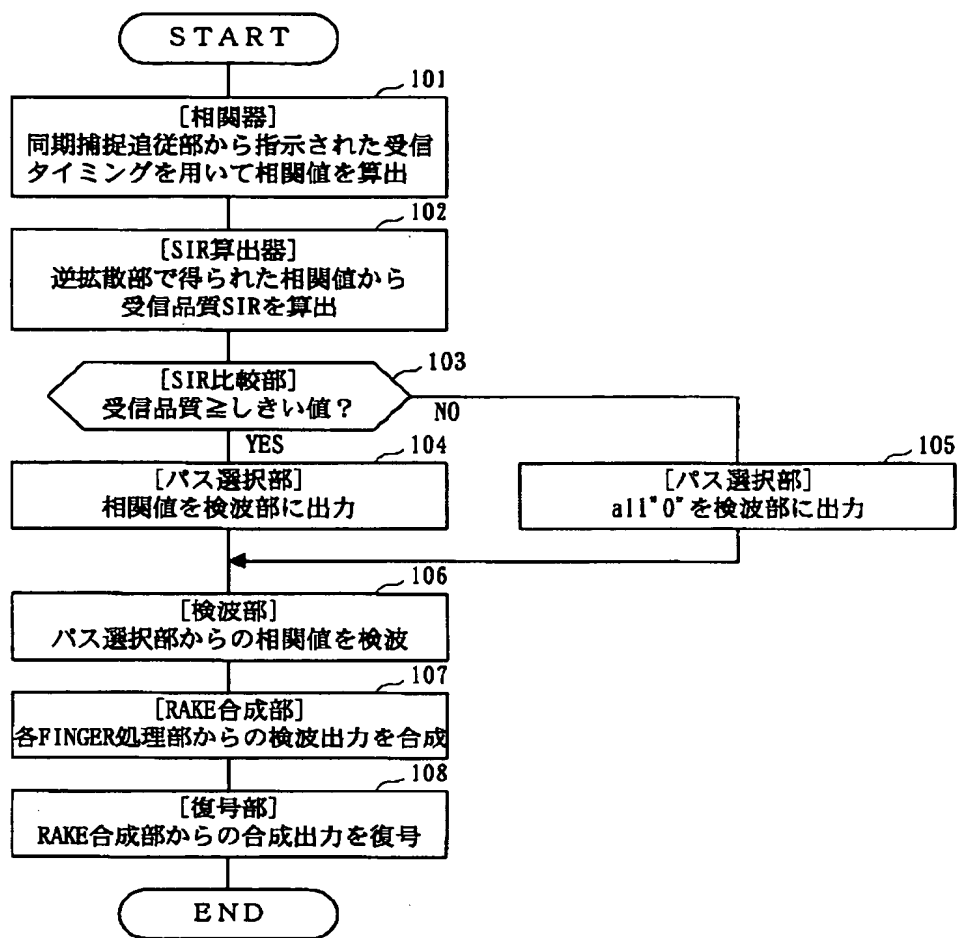 START
101
[相関器]
同期捕捉追従部から指示された受信
タイミングを用いて相関値を算出
102
[SIR算出器]
逆拡散部で得られた相関値から
受信品質SIRを算出
103
[SIR比較部]
受信品質≧しきい値?
NO
YES
104
[パス選択部]
相関値を検波部に出力
105
[パス選択部]
all"0"を検波部に出力
106
[検波部]
パス選択部からの相関値を検波
107
[RAKE合成部]
各FINGER処理部からの検波出力を合成
108
[復号部]
RAKE合成部からの合成出力を復号
END